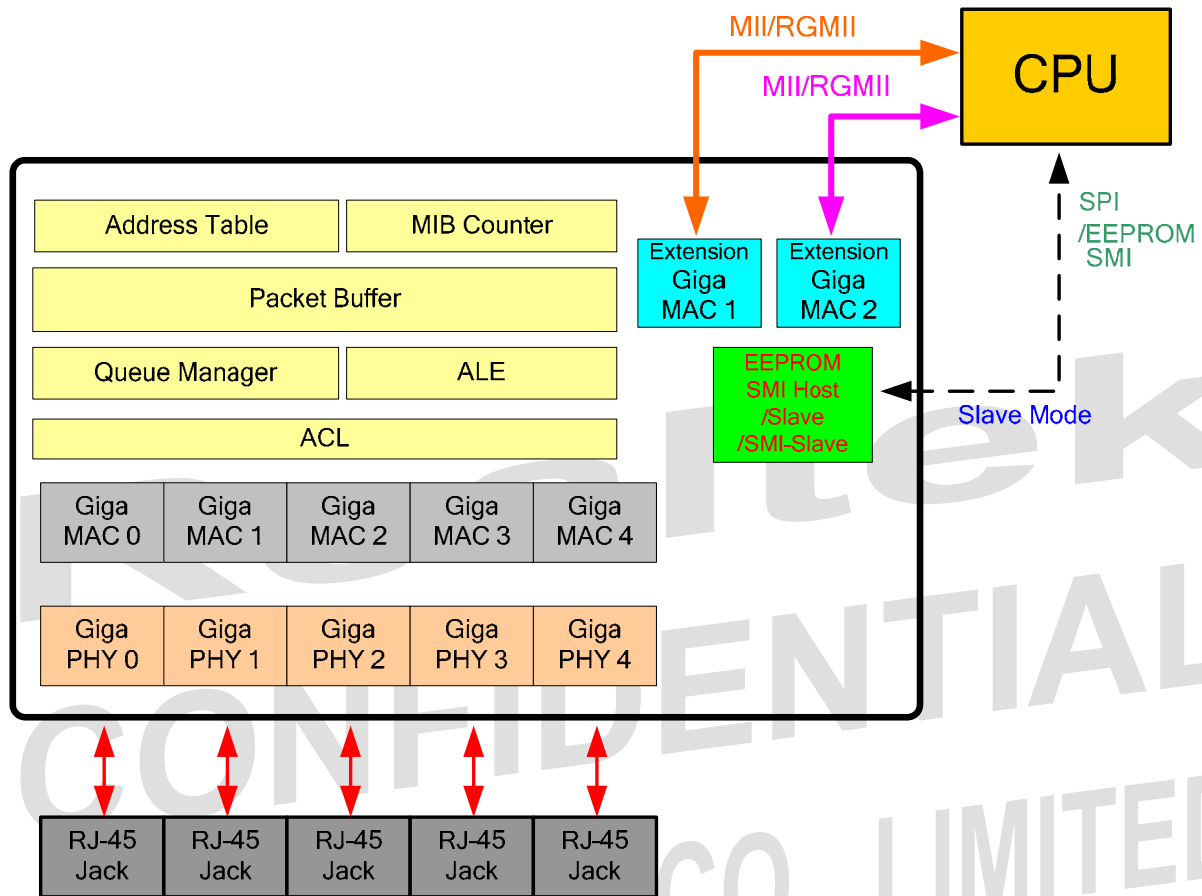 MII/RGMII
CPU
MII/RGMII
SPI
/EEPROM
SMI
Address Table
MIB Counter
Extension
Giga
MAC 1
Extension
Giga
MAC 2
Packet Buffer
Queue Manager
ALE
EEPROM
SMI Host
/Slave
/SMI-Slave
Slave Mode
ACL
Giga
MAC 0
Giga
MAC 1
Giga
MAC 2
Giga
MAC 3
Giga
MAC 4
Giga
PHY 0
Giga
PHY 1
Giga
PHY 2
Giga
PHY 3
Giga
PHY 4
RJ-45
Jack
RJ-45
Jack
RJ-45
Jack
RJ-45
Jack
RJ-45
Jack
Realtek
CONFIDENTIAL
CO LIMITED